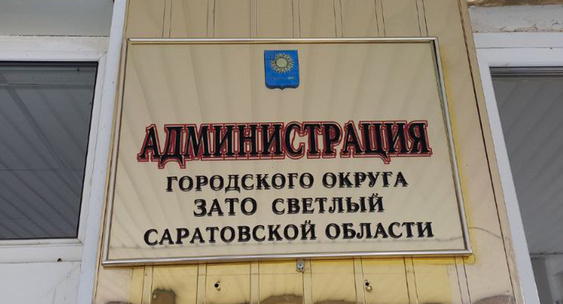 АДМИНИСТРАЦИЯ
ГОРОДСКОГО ОКРУГА
ЗАТО СВЕТЛЫЙ
САРАТОВСКОЙ ОБЛАСТИ